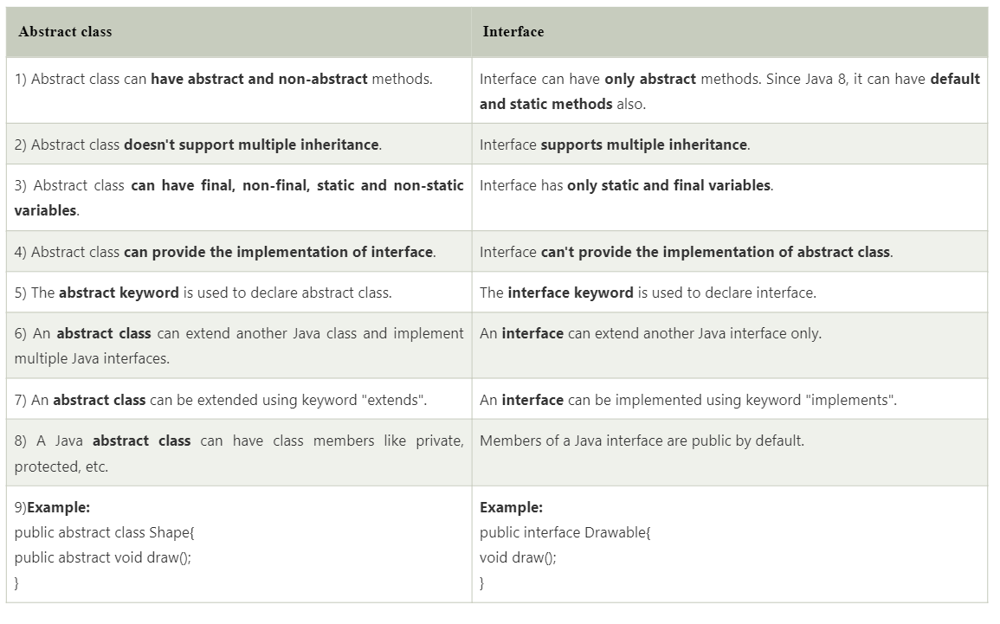 Abstract class
Interface
1) Abstract class can have abstract and non-abstract methods.
Interface can have only abstract methods. Since Java 8, it can have default
and static methods also.
2) Abstract class doesn't support multiple inheritance.
Interface supports multiple inheritance.
3) Abstract class can have final, non-final, static and non-static
variables.
Interface has only static and final variables.
4) Abstract class can provide the implementation of interface.
Interface can't provide the implementation of abstract class.
5) The abstract keyword is used to declare abstract class.
The interface keyword is used to declare interface.
6) An abstract class can extend another Java class and implement
multiple Java interfaces.
An interface can extend another Java interface only.
7) An abstract class can be extended using keyword "extends".
An interface can be implemented using keyword "implements".
8) A Java abstract class can have class members like private,
protected, etc.
Members of a Java interface are public by default.
9)Example:
public abstract class Shape{
public abstract void draw();
}
Example:
public interface Drawable{
void draw();
}